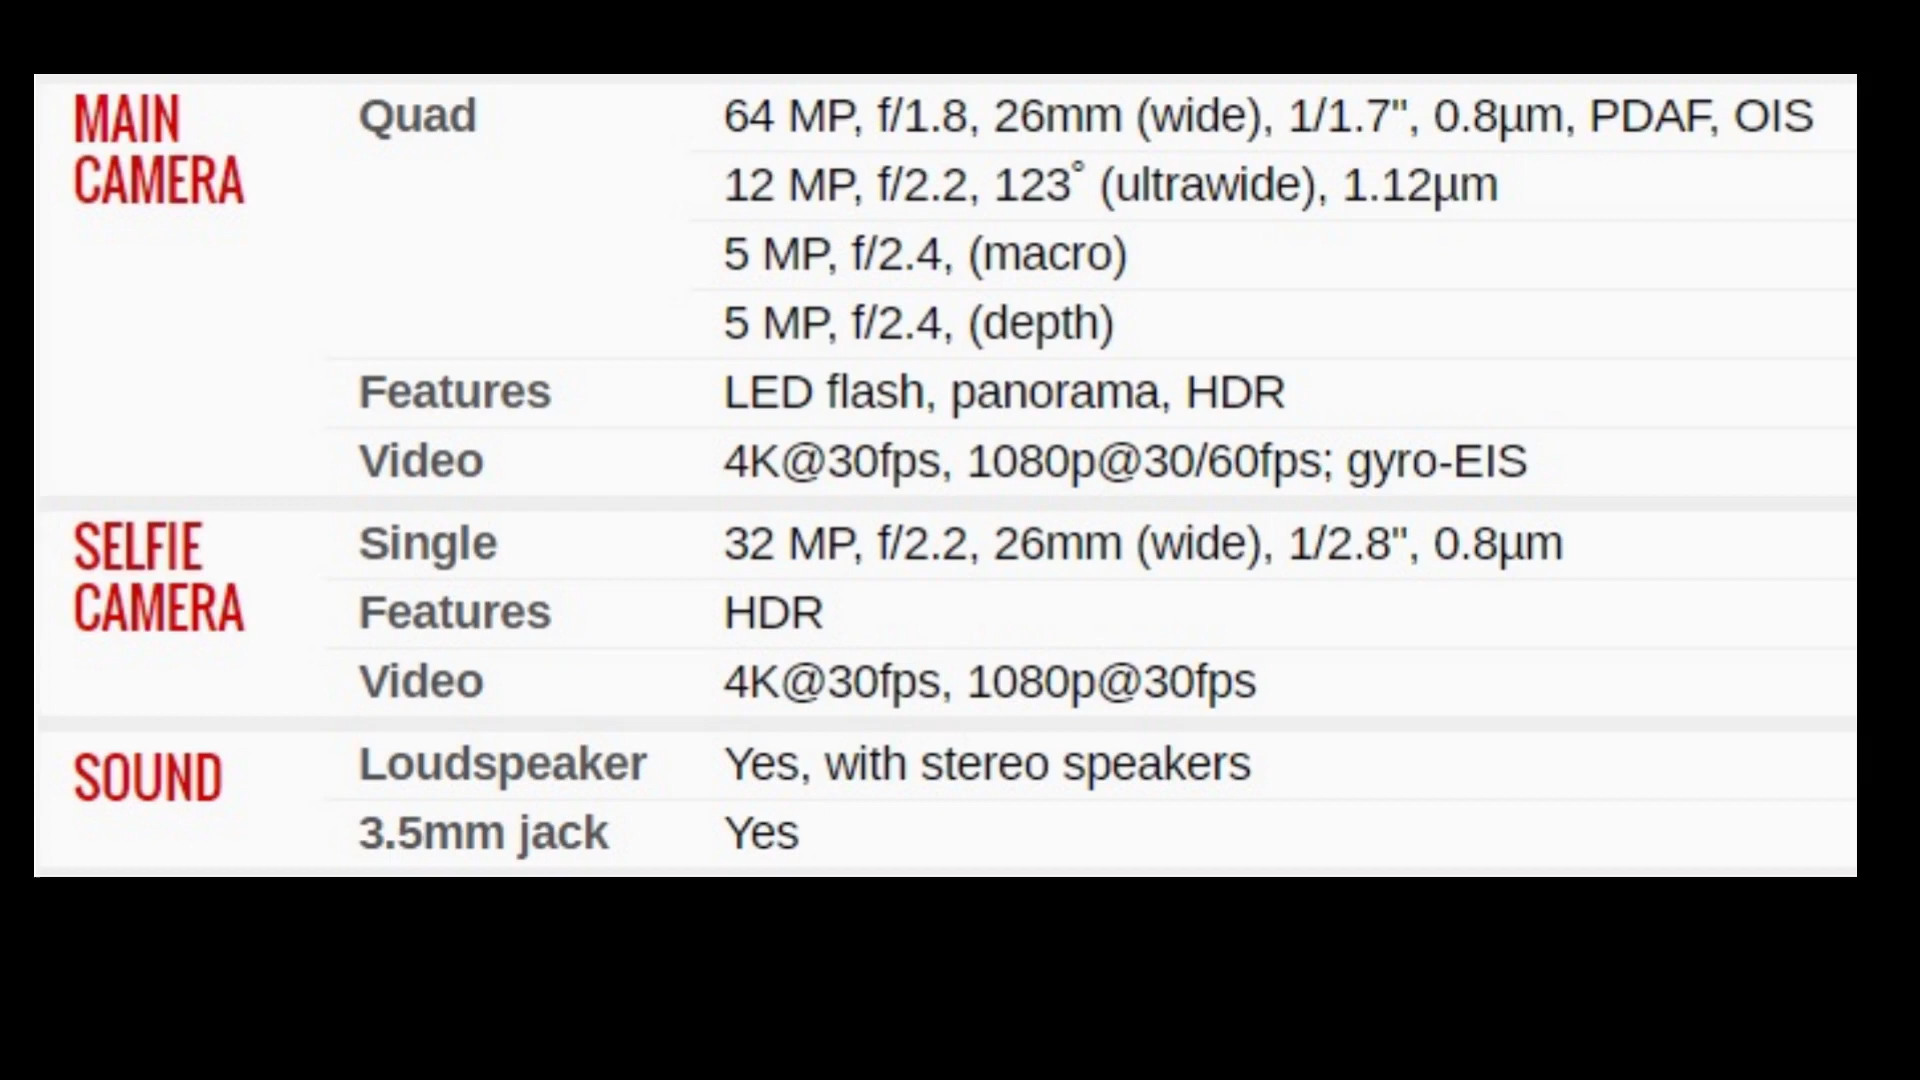 MAIN CAMERA Quad 64 MP, f/1.8, 26mm (wide), 1/1.7", 0.8µm, PDAF, OIS
12 MP, f/2.2, 123˚ (ultrawide), 1.12µm
5 MP, f/2.4, (macro)
5 MP, f/2.4, (depth)
Features LED flash, panorama, HDR
Video 4K@30fps, 1080p@30/60fps; gyro-EIS
SELFIE CAMERA Single 32 MP, f/2.2, 26mm (wide), 1/2.8", 0.8µm
Features HDR
Video 4K@30fps, 1080p@30fps
SOUND Loudspeaker Yes, with stereo speakers
3.5mm jack Yes